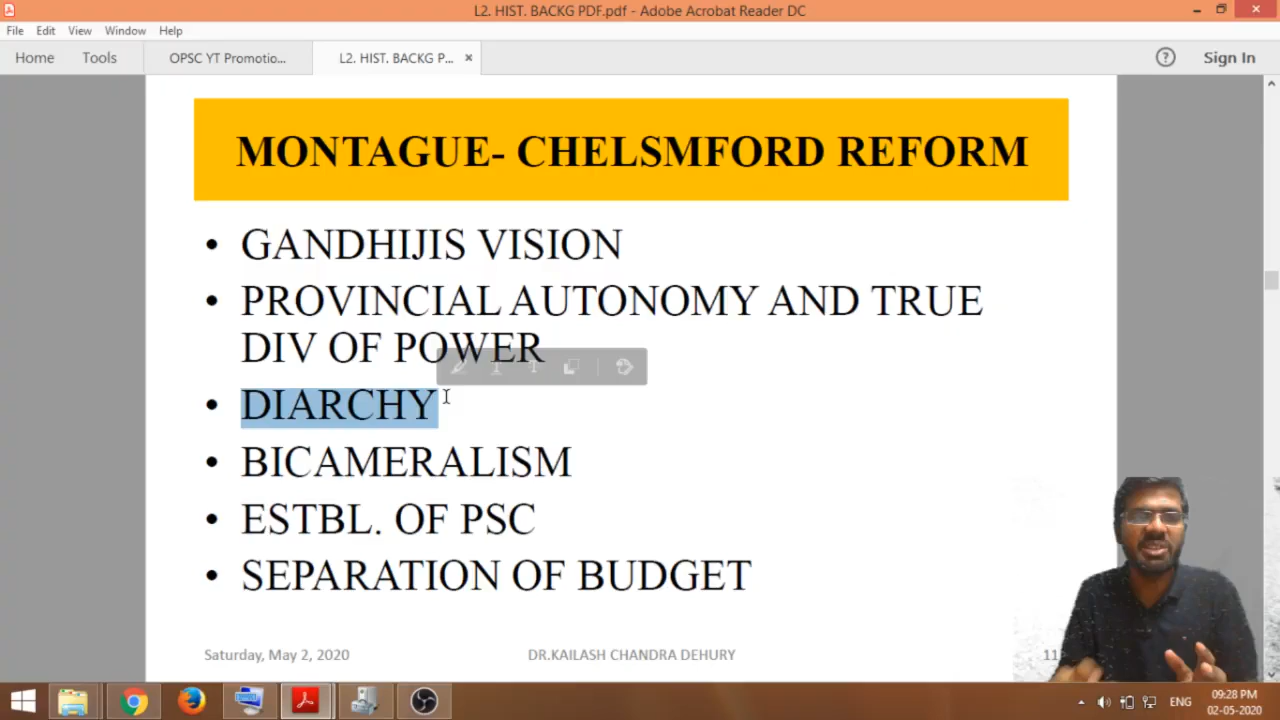 L2. HIST. BACKG PDF.pdf - Adobe Acrobat Reader DC
File Edit View Window Help
Home Tools OPSC YT Promotio... L2. HIST. BACKG P... × ? Sign In
MONTAGUE- CHELSMFORD REFORM
• GANDHIJIS VISION
• PROVINCIAL AUTONOMY AND TRUE
DIV OF POWER
• DIARCHY
• BICAMERALISM
• ESTBL. OF PSC
• SEPARATION OF BUDGET
Saturday, May 2, 2020 DR.KAILASH CHANDRA DEHURY 11
ENG 09:28 PM
02-05-2020